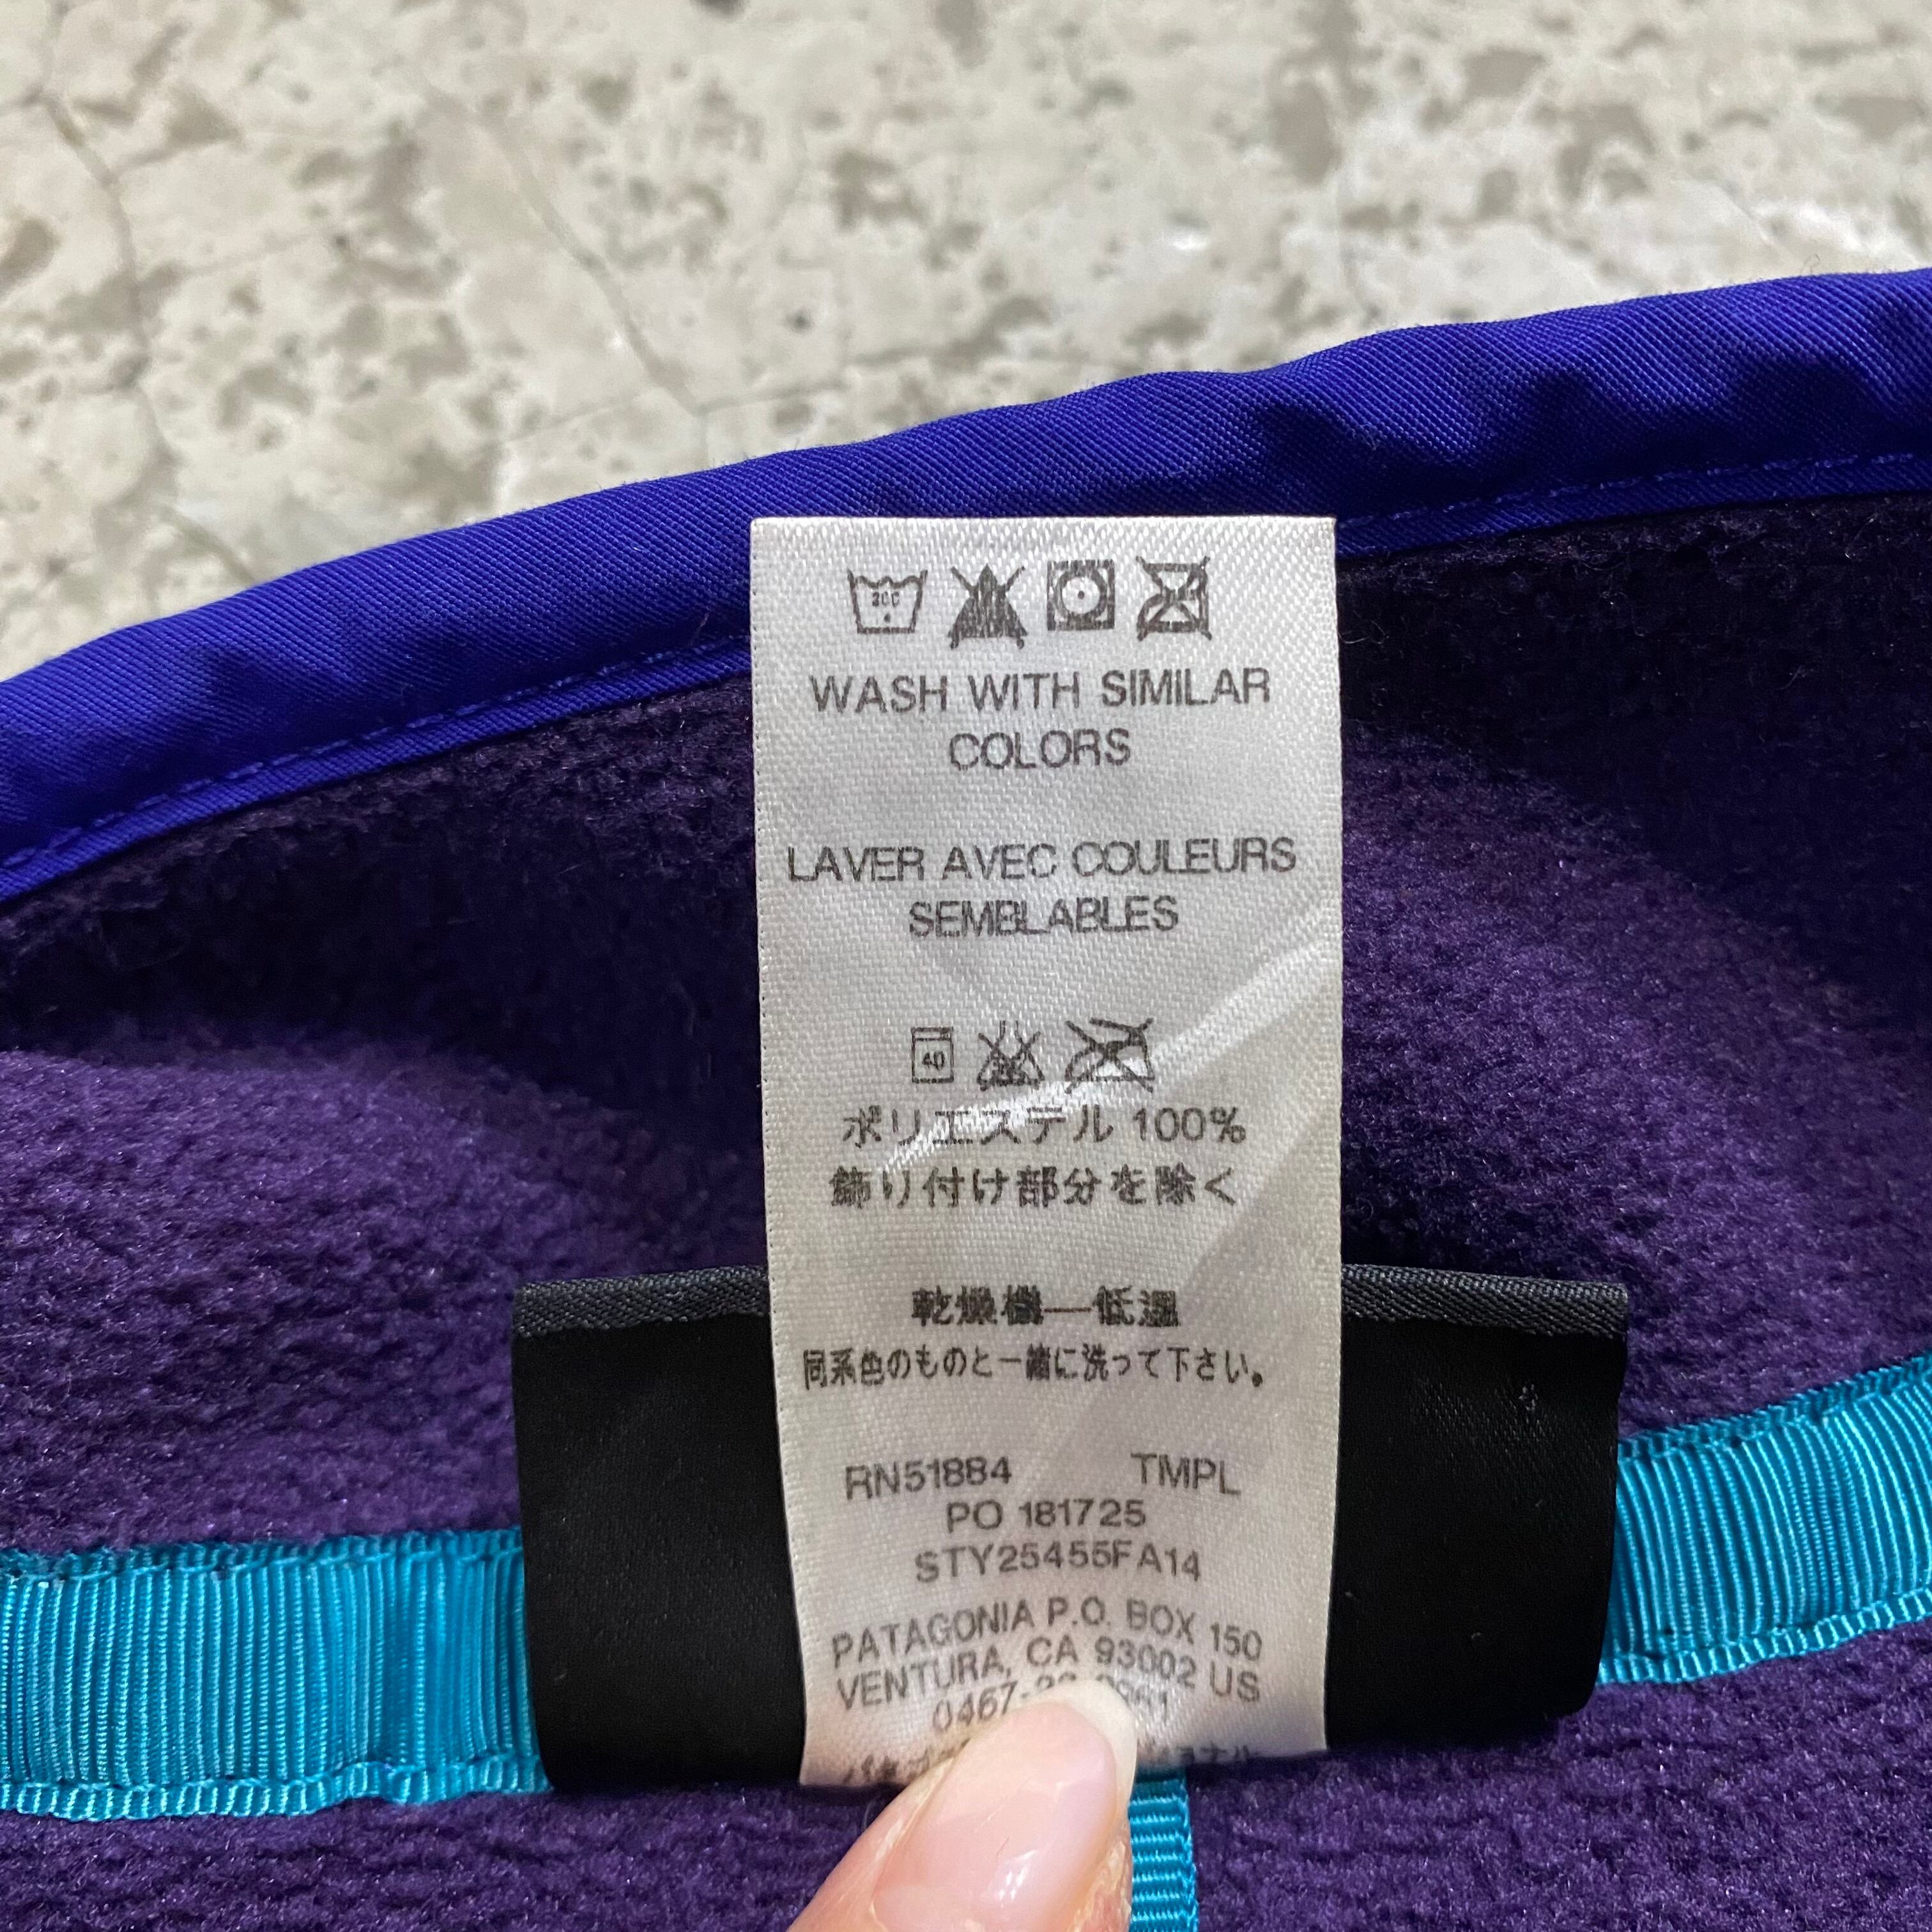 30C
WASH WITH SIMILAR
COLORS
LAVER AVEC COULEURS
SEMBLABLES
40
ポリエステル 100%
飾り付け部分を除く
乾燥機—低温
同系色のものと一緒に洗って下さい。
RN51884 TMPL
PO 181725
STY25455FA14
PATAGONIA P.O. BOX 150
VENTURA, CA 93002 US